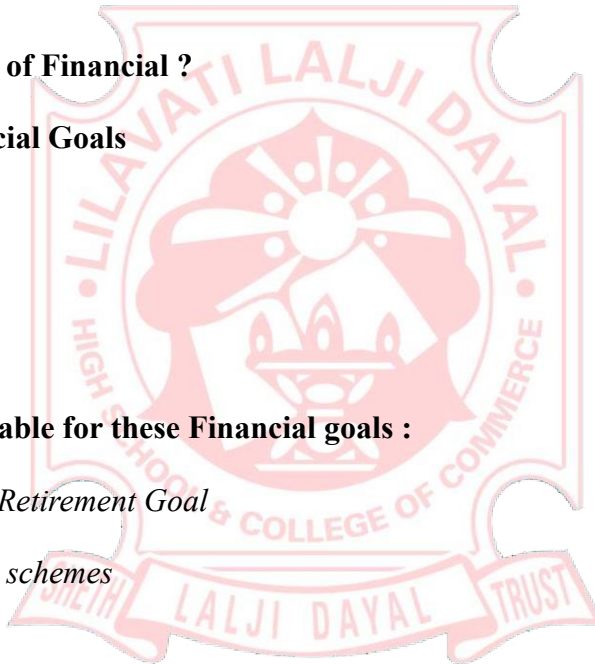 of Financial ?
cial Goals
able for these Financial goals :
Retirement Goal
schemes
LILAVATI LALJI DAYAL
HIGH SCHOOL & COLLEGE OF COMMERCE
SHETH LALJI DAYAL TRUST